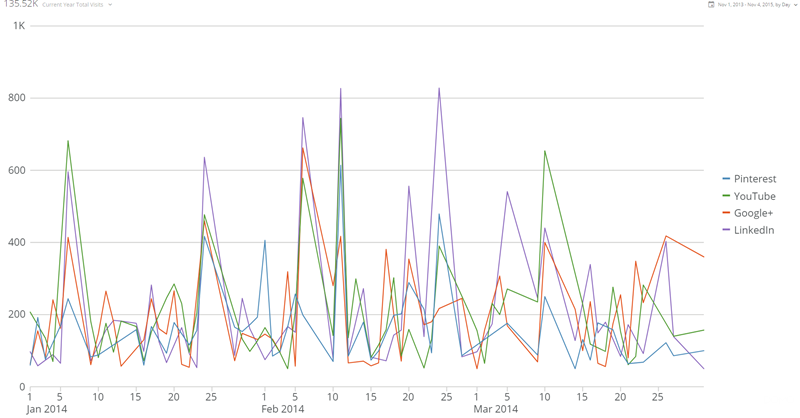 135.52K Current Year Total Visits
Nov 1, 2013 - Nov 4, 2015, by Day
1K
800
600
400
200
0
1 5 10 15 20 25 1 5 10 15 20 25 1 5 10 15 20 25
Jan 2014 Feb 2014 Mar 2014
Pinterest
YouTube
Google+
LinkedIn